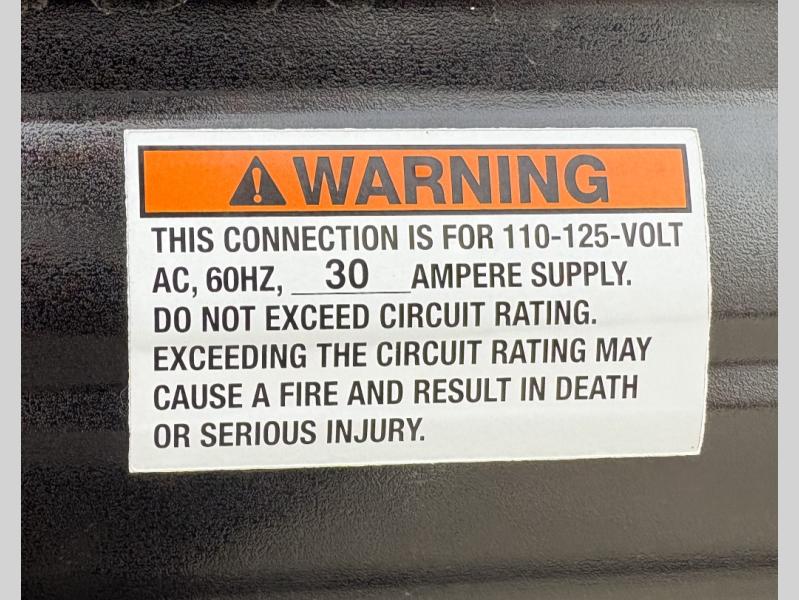 WARNING
THIS CONNECTION IS FOR 110-125-VOLT
AC, 60HZ, 30 AMPERE SUPPLY.
DO NOT EXCEED CIRCUIT RATING.
EXCEEDING THE CIRCUIT RATING MAY
CAUSE A FIRE AND RESULT IN DEATH
OR SERIOUS INJURY.